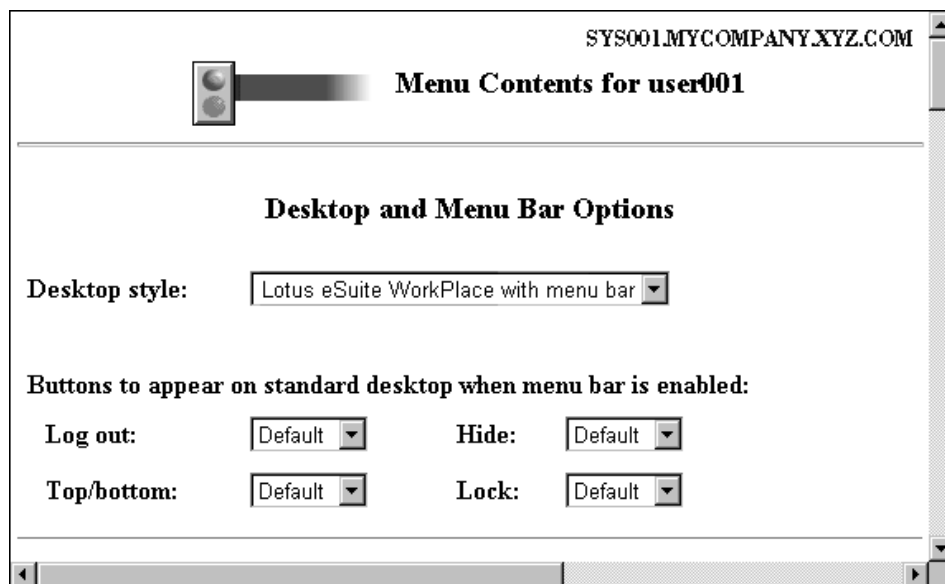 SYS001.MYCOMPANY.XYZ.COM
Menu Contents for user001
Desktop and Menu Bar Options
Desktop style: Lotus eSuite WorkPlace with menu bar
Buttons to appear on standard desktop when menu bar is enabled:
Log out: Default Hide: Default
Top/bottom: Default Lock: Default